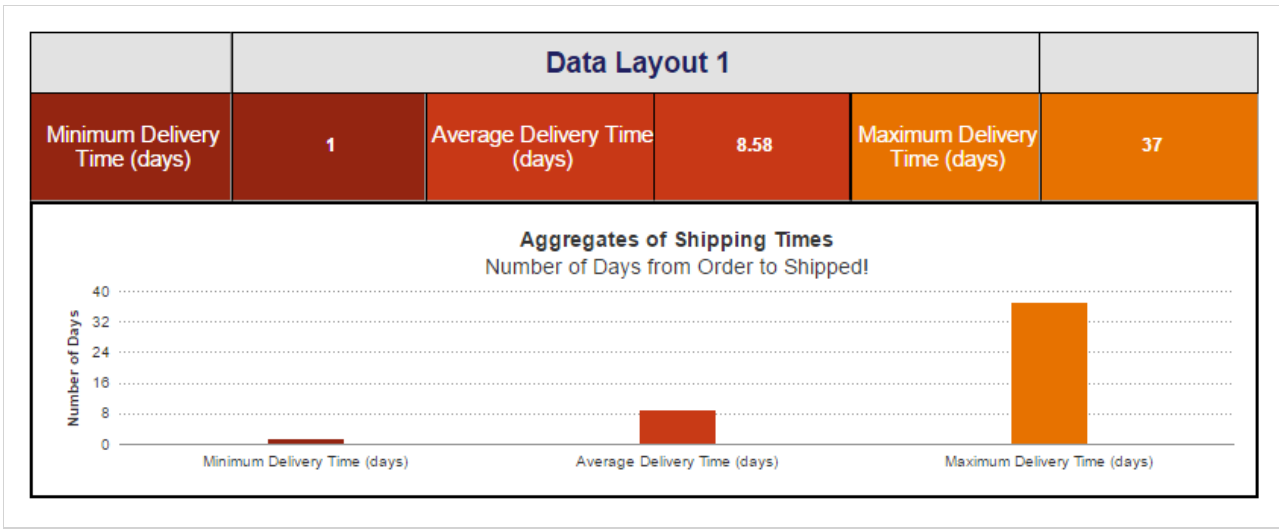 Data Layout 1
Minimum Delivery
Time (days)
1
Average Delivery Time
(days)
8.58
Maximum Delivery
Time (days)
37
Aggregates of Shipping Times
Number of Days from Order to Shipped!
Number of Days
40
32
24
16
8
0
Minimum Delivery Time (days)
Average Delivery Time (days)
Maximum Delivery Time (days)